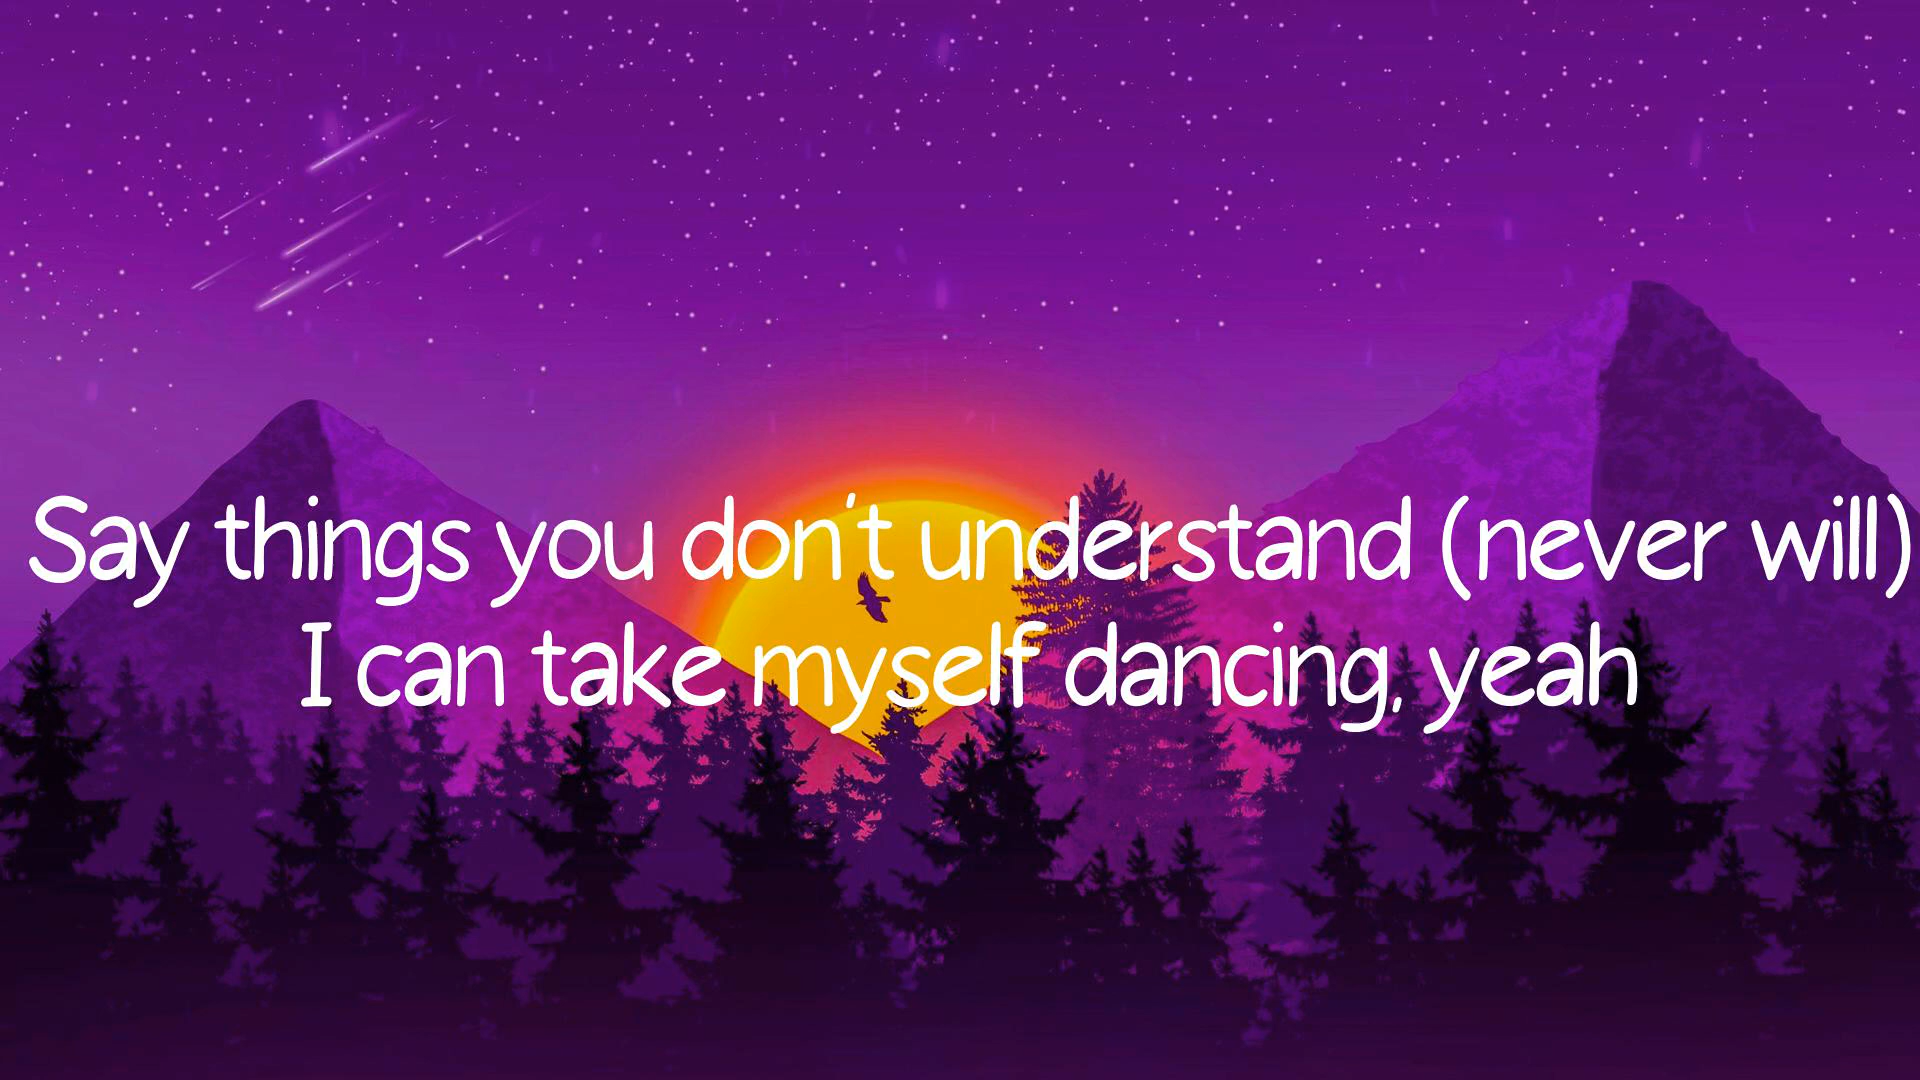 Say things you don't understand (never will)
I can take myself dancing, yeah